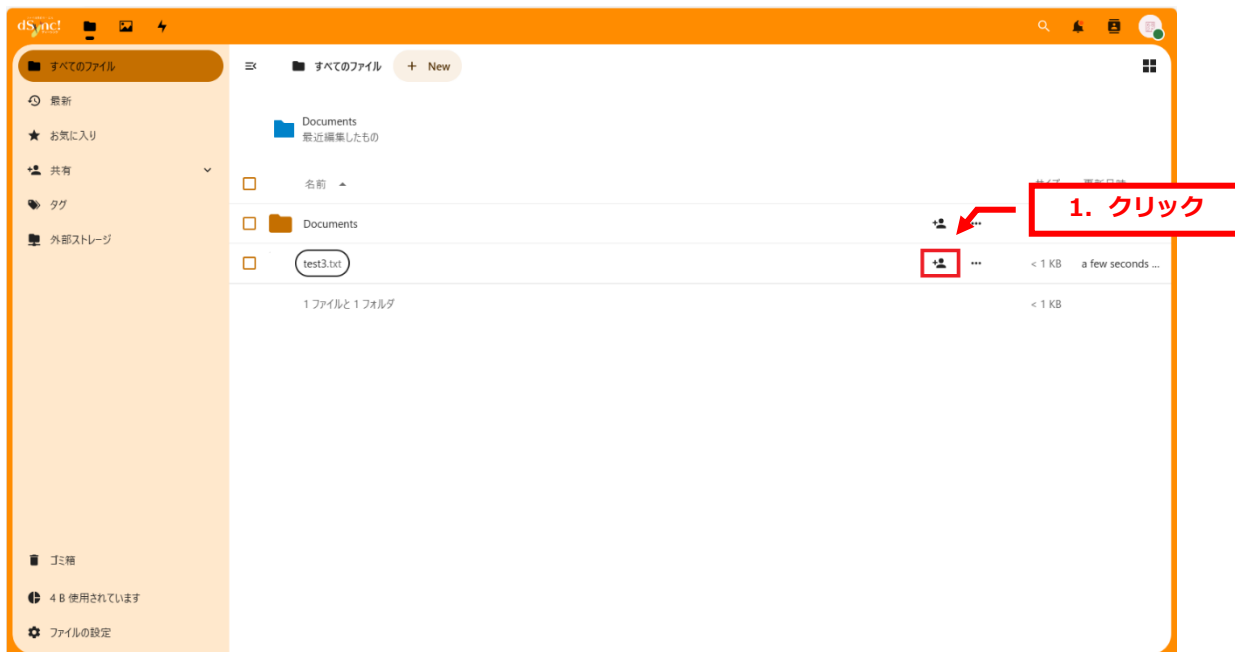 dSync!
すべてのファイル
最新
お気に入り
共有
タグ
外部ストレージ
ゴミ箱
4 B 使用されています
ファイルの設定
すべてのファイル + New
Documents
最近編集したもの
名前
1. クリック
Documents
test3.txt < 1 KB a few seconds ...
1 ファイルと 1 フォルダ < 1 KB